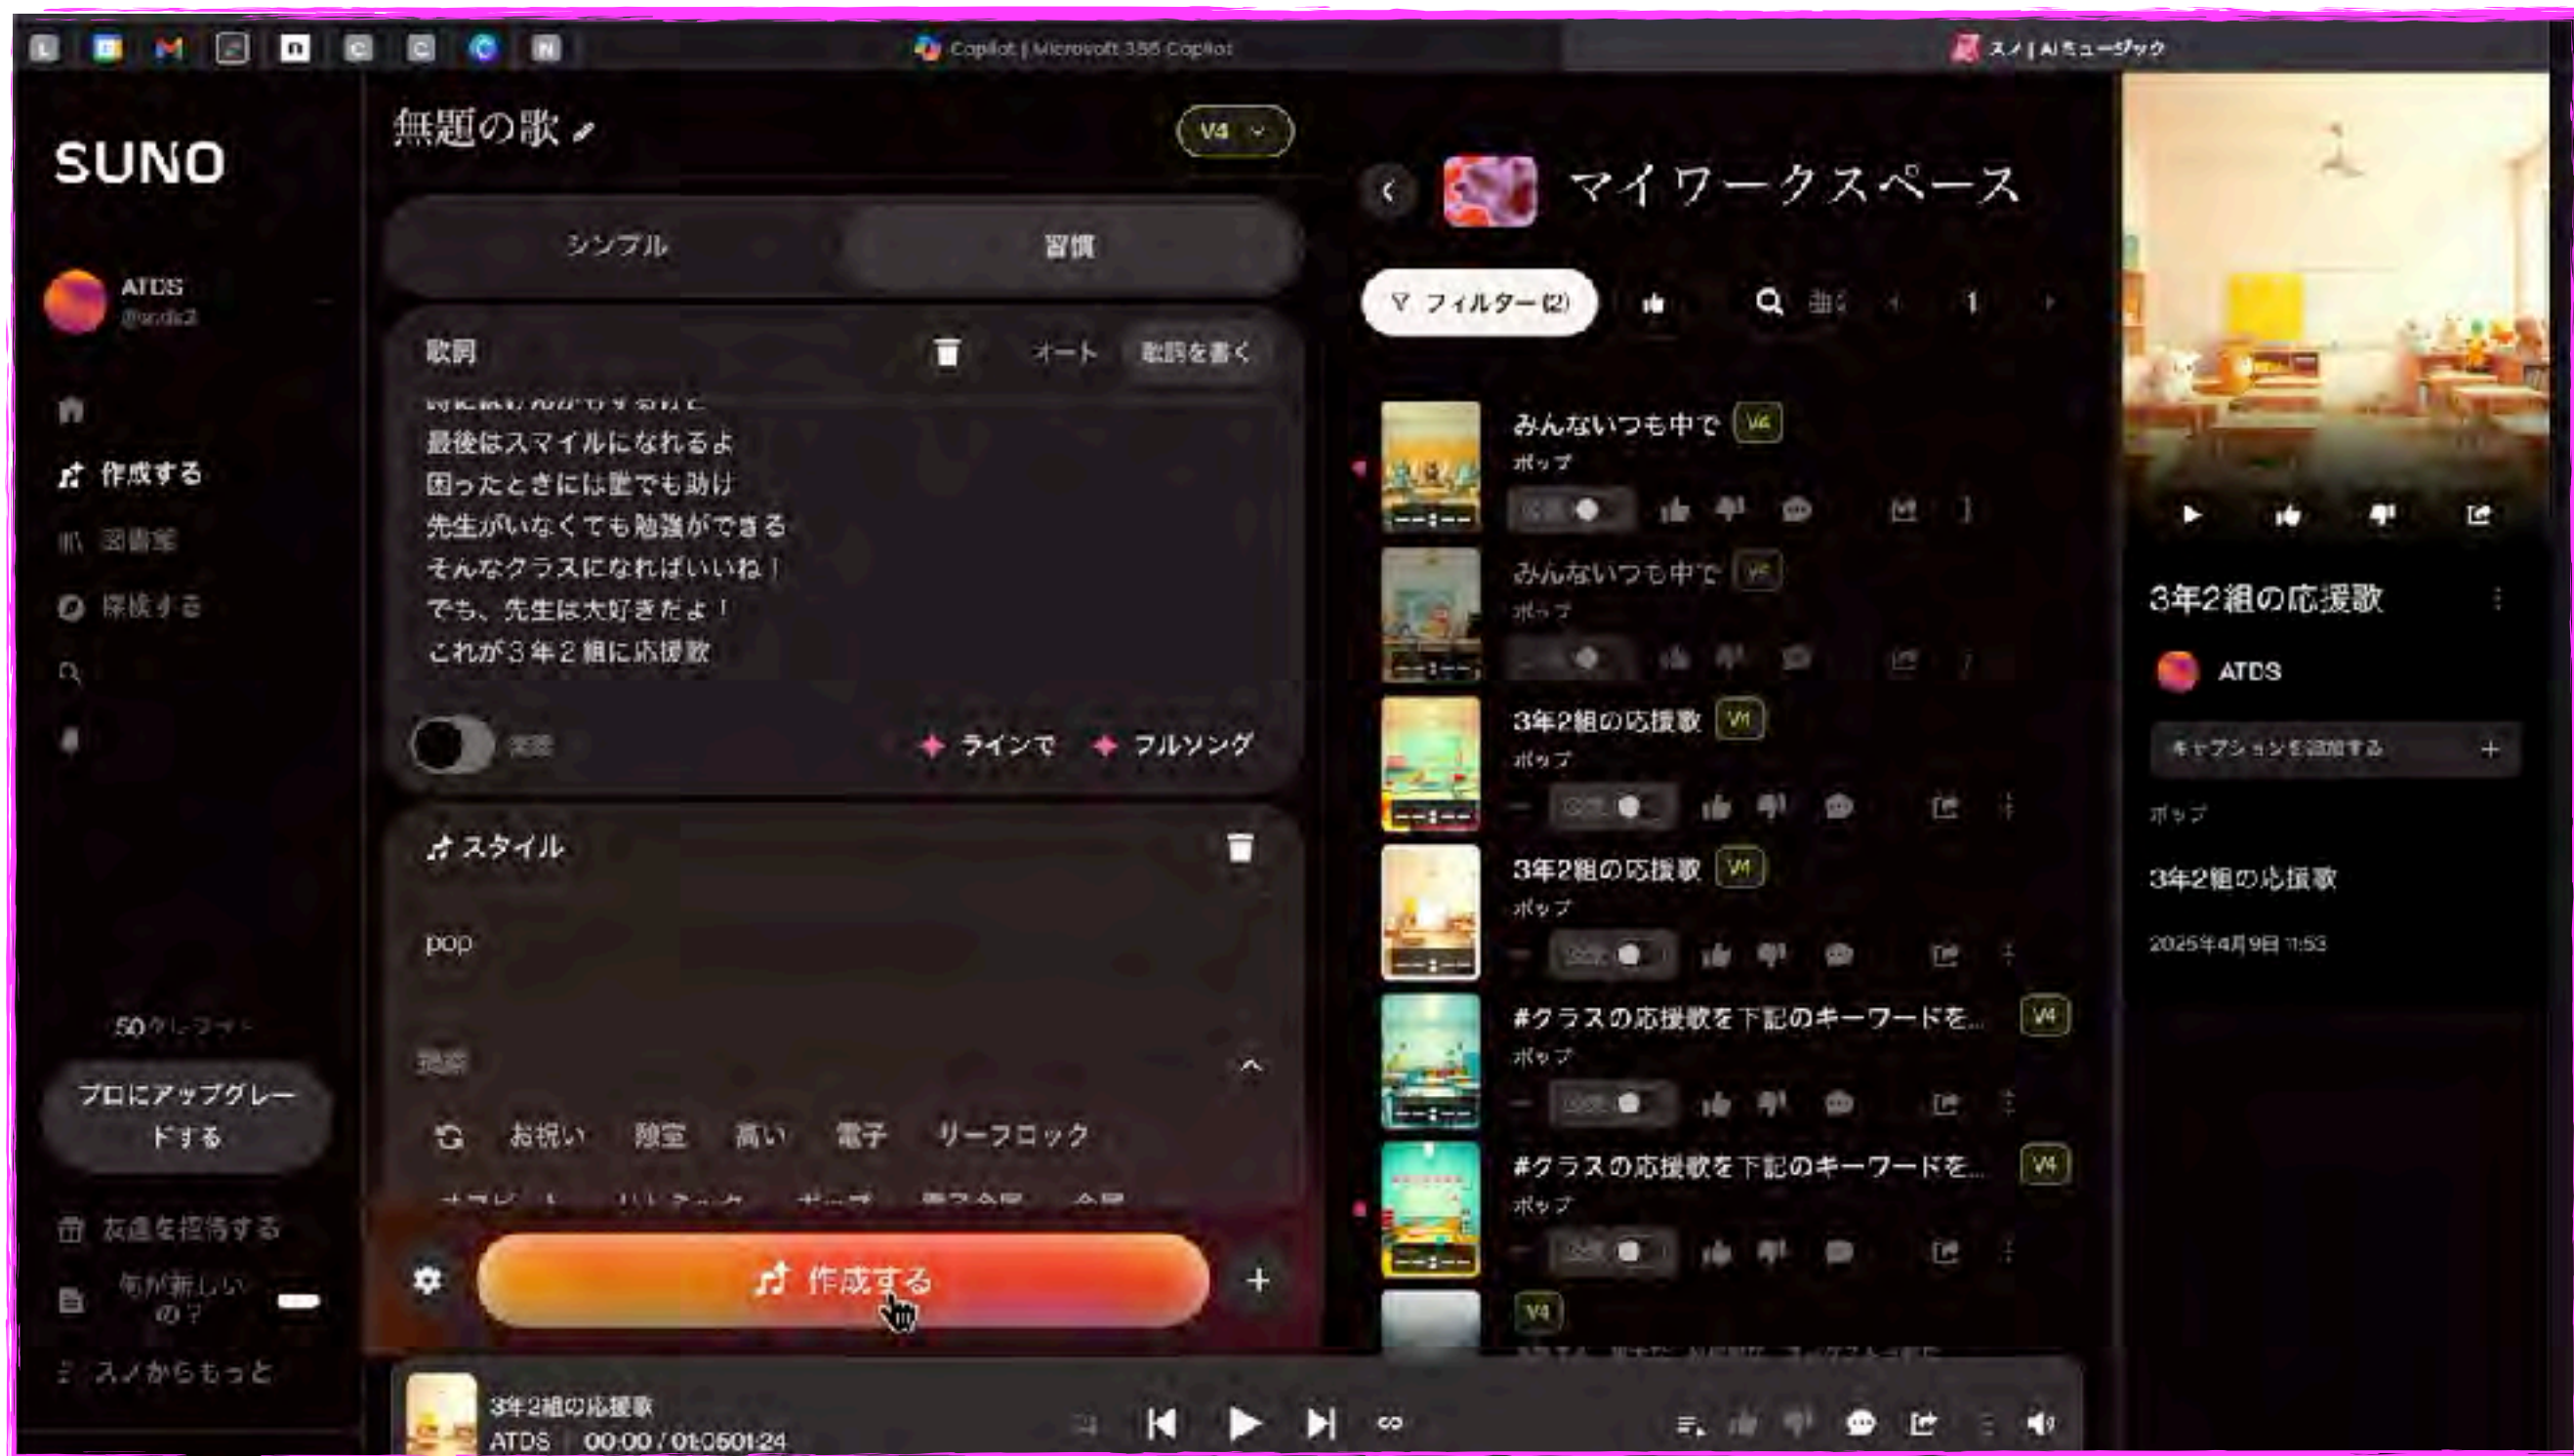 Copilot | Microsoft 365 Copilot
スノ | AIミュージック
SUNO
ATDS
作成する
図書館
探検する
50クレジット
プロにアップグレー
ドする
友達を招待する
何が新しい
の？
スノからもっと
無題の歌
V4
シンプル
習慣
歌詞
オート
歌詞を書く
最後はスマイルになれるよ
困ったときには誰でも助け
先生がいなくても勉強ができる
そんなクラスになればいいね！
でも、先生は大好きだよ！
これが３年２組に応援歌
ラインで
フルソング
スタイル
pop
お祝い
高い
電子
リーフロック
作成する
マイワークスペース
フィルター (2)
1
みんないつも中で V4
ポップ
みんないつも中で V4
ポップ
3年2組の応援歌 V4
ポップ
3年2組の応援歌 V4
ポップ
#クラスの応援歌を下記のキーワードを... V4
ポップ
#クラスの応援歌を下記のキーワードを... V4
ポップ
V4
3年2組の応援歌
ATDS
キャプションを追加する
ポップ
3年2組の応援歌
2025年4月9日 11:53
3年2組の応援歌
ATDS 00:00 / 01:0501:24